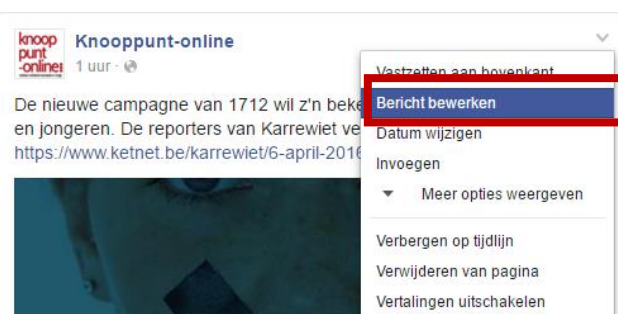 knoop
punt
-online
Knooppunt-online
1 uur ·
De nieuwe campagne van 1712 wil z'n beke
en jongeren. De reporters van Karrewiet ve
https://www.ketnet.be/karrewiet/6-april-2016
Vastzetten aan bovenkant
Bericht bewerken
Datum wijzigen
Invoegen
Meer opties weergeven
Verbergen op tijdlijn
Verwijderen van pagina
Vertalingen uitschakelen